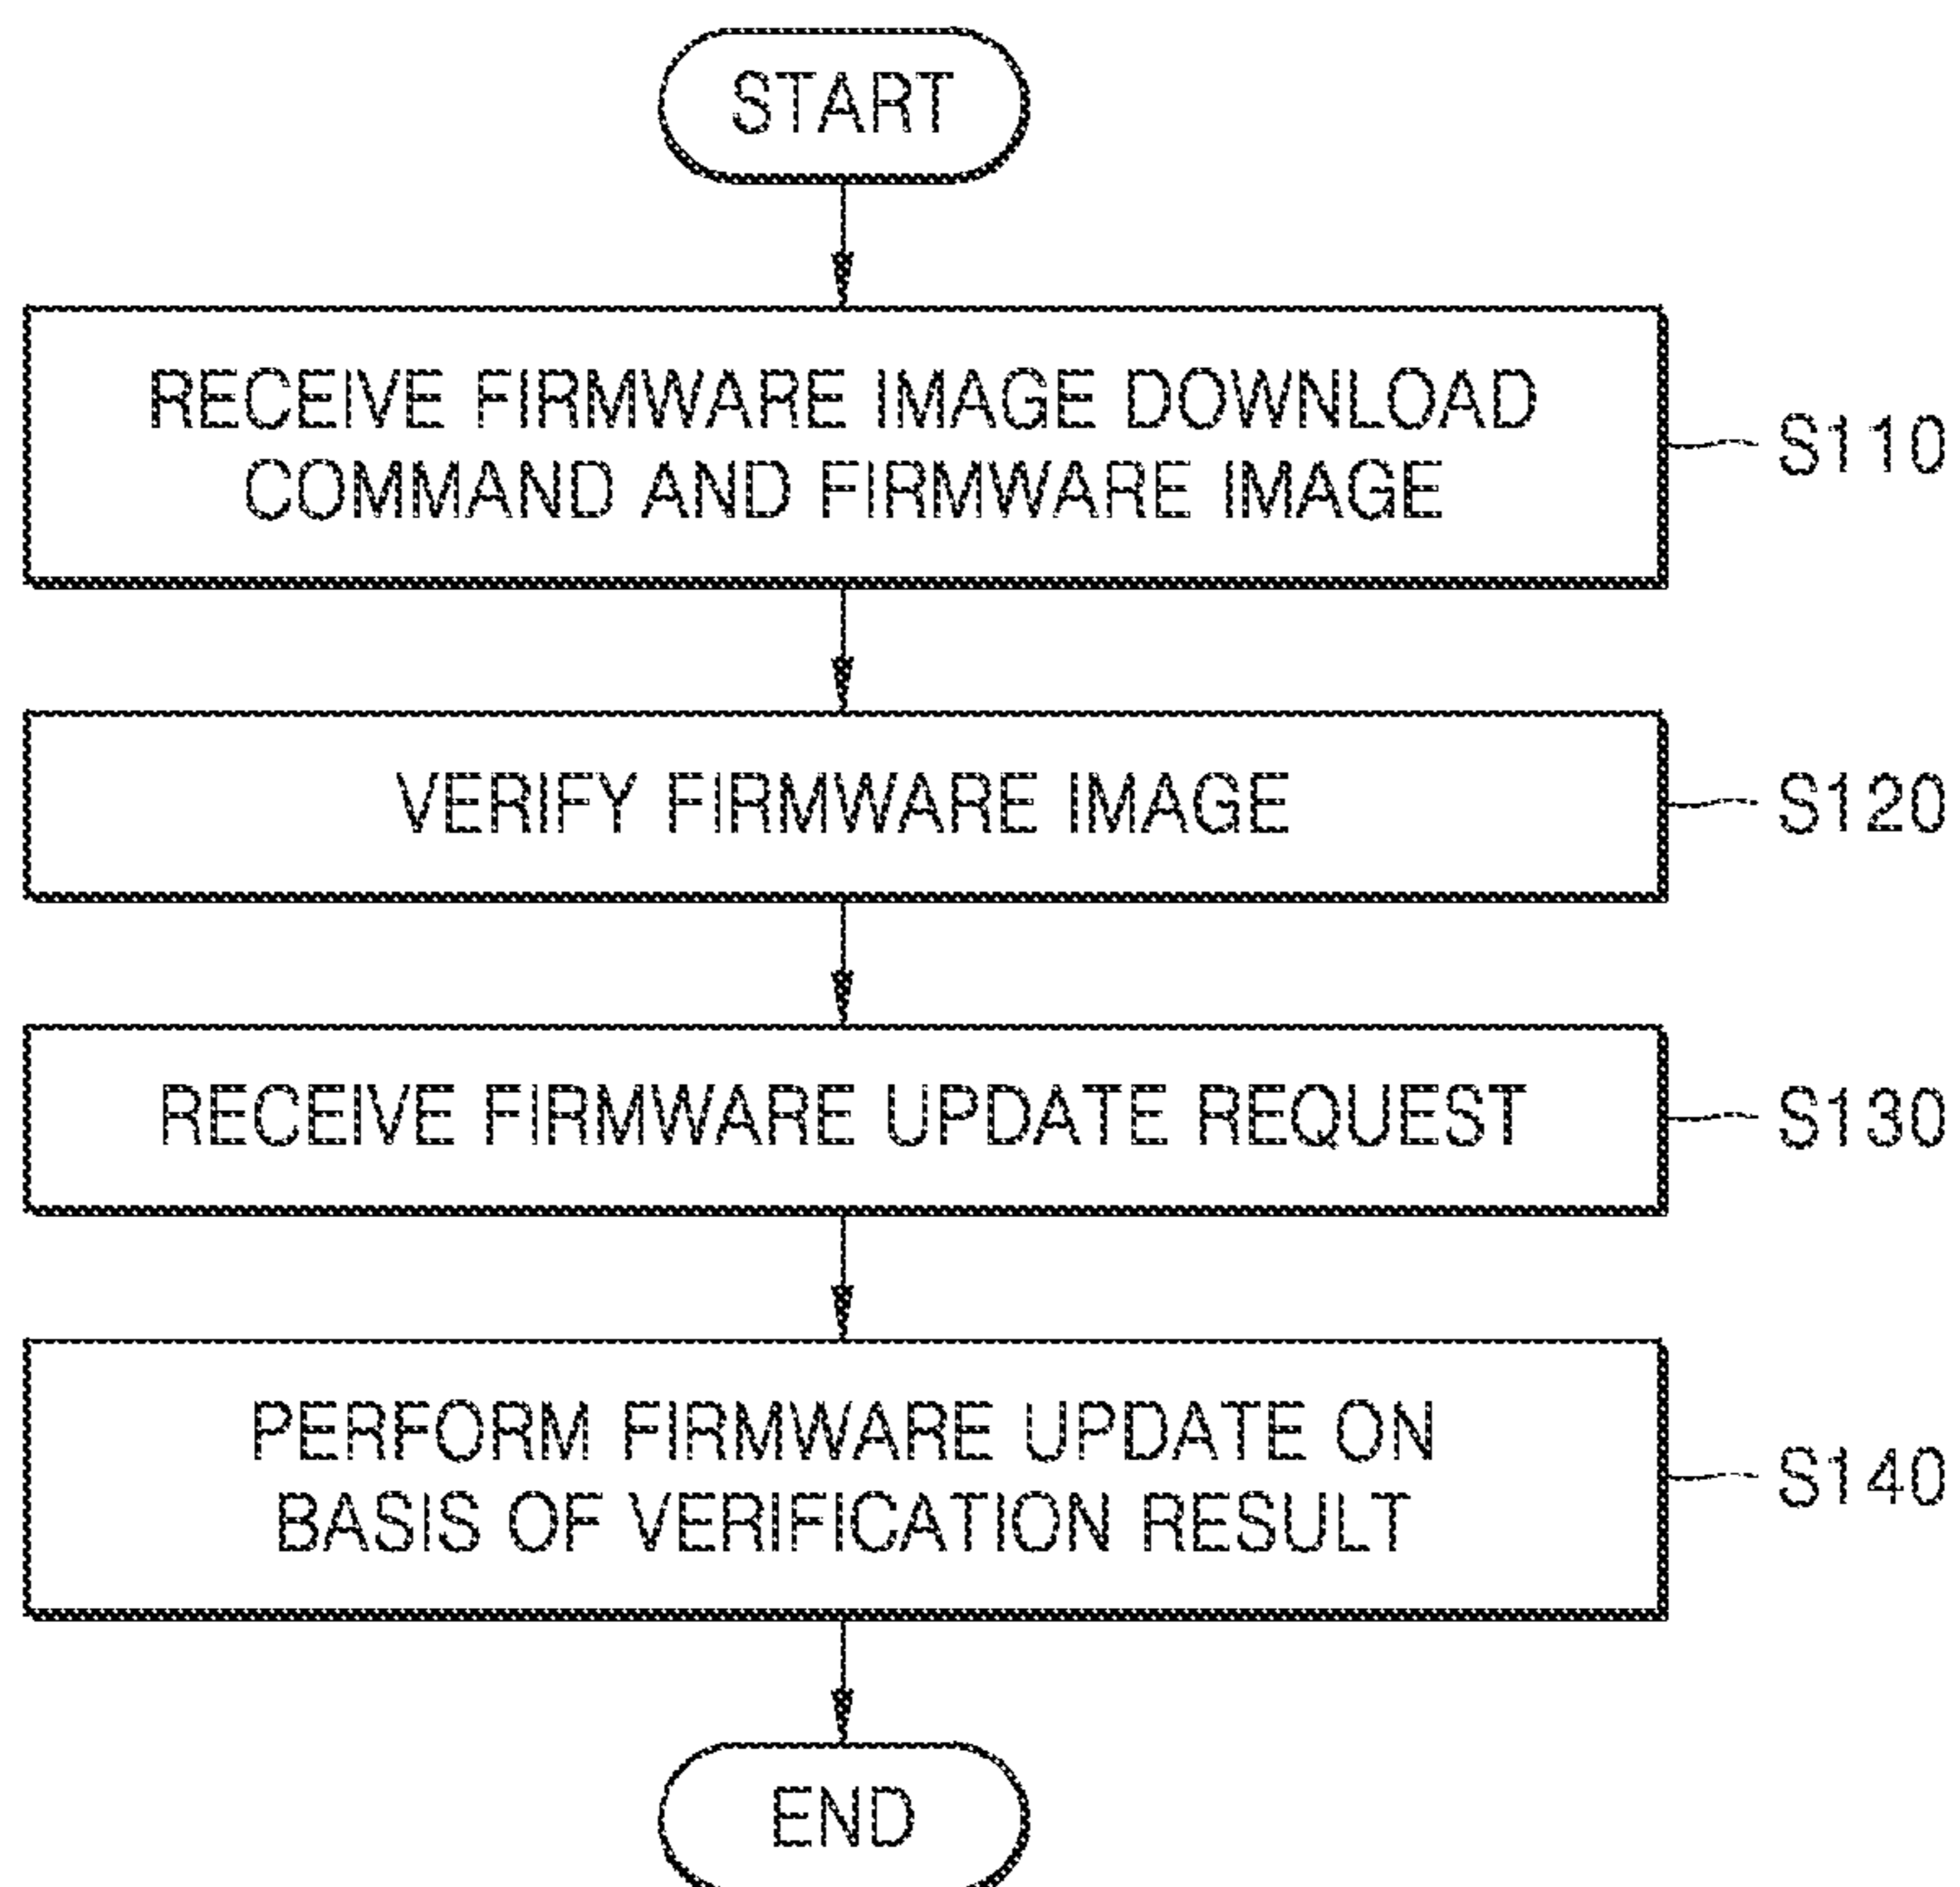 START
RECEIVE FIRMWARE IMAGE DOWNLOAD
COMMAND AND FIRMWARE IMAGE
S110
VERIFY FIRMWARE IMAGE
S120
RECEIVE FIRMWARE UPDATE REQUEST
S130
PERFORM FIRMWARE UPDATE ON
BASIS OF VERIFICATION RESULT
S140
END